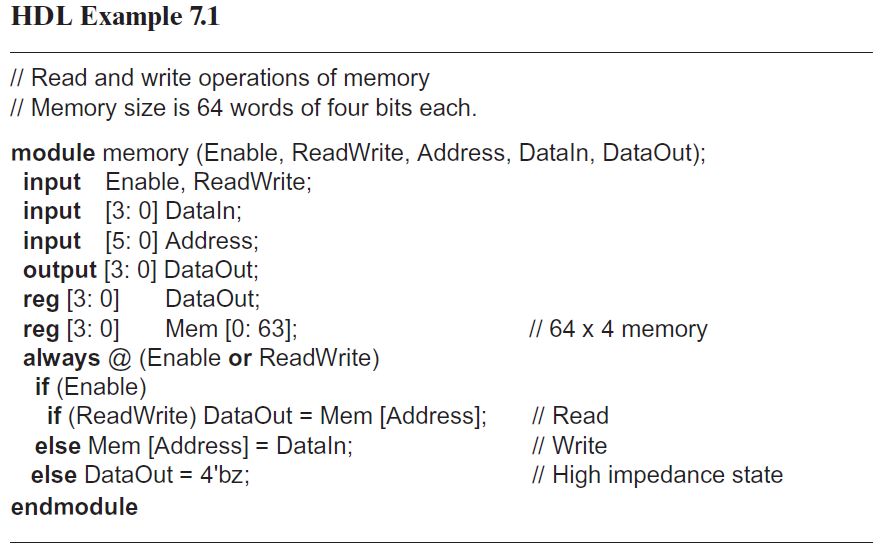 HDL Example 7.1
// Read and write operations of memory
// Memory size is 64 words of four bits each.
module memory (Enable, ReadWrite, Address, DataIn, DataOut);
input Enable, ReadWrite;
input [3: 0] DataIn;
input [5: 0] Address;
output [3: 0] DataOut;
reg [3: 0] DataOut;
reg [3: 0] Mem [0: 63]; // 64 x 4 memory
always @ (Enable or ReadWrite)
if (Enable)
if (ReadWrite) DataOut = Mem [Address]; // Read
else Mem [Address] = DataIn; // Write
else DataOut = 4'bz; // High impedance state
endmodule